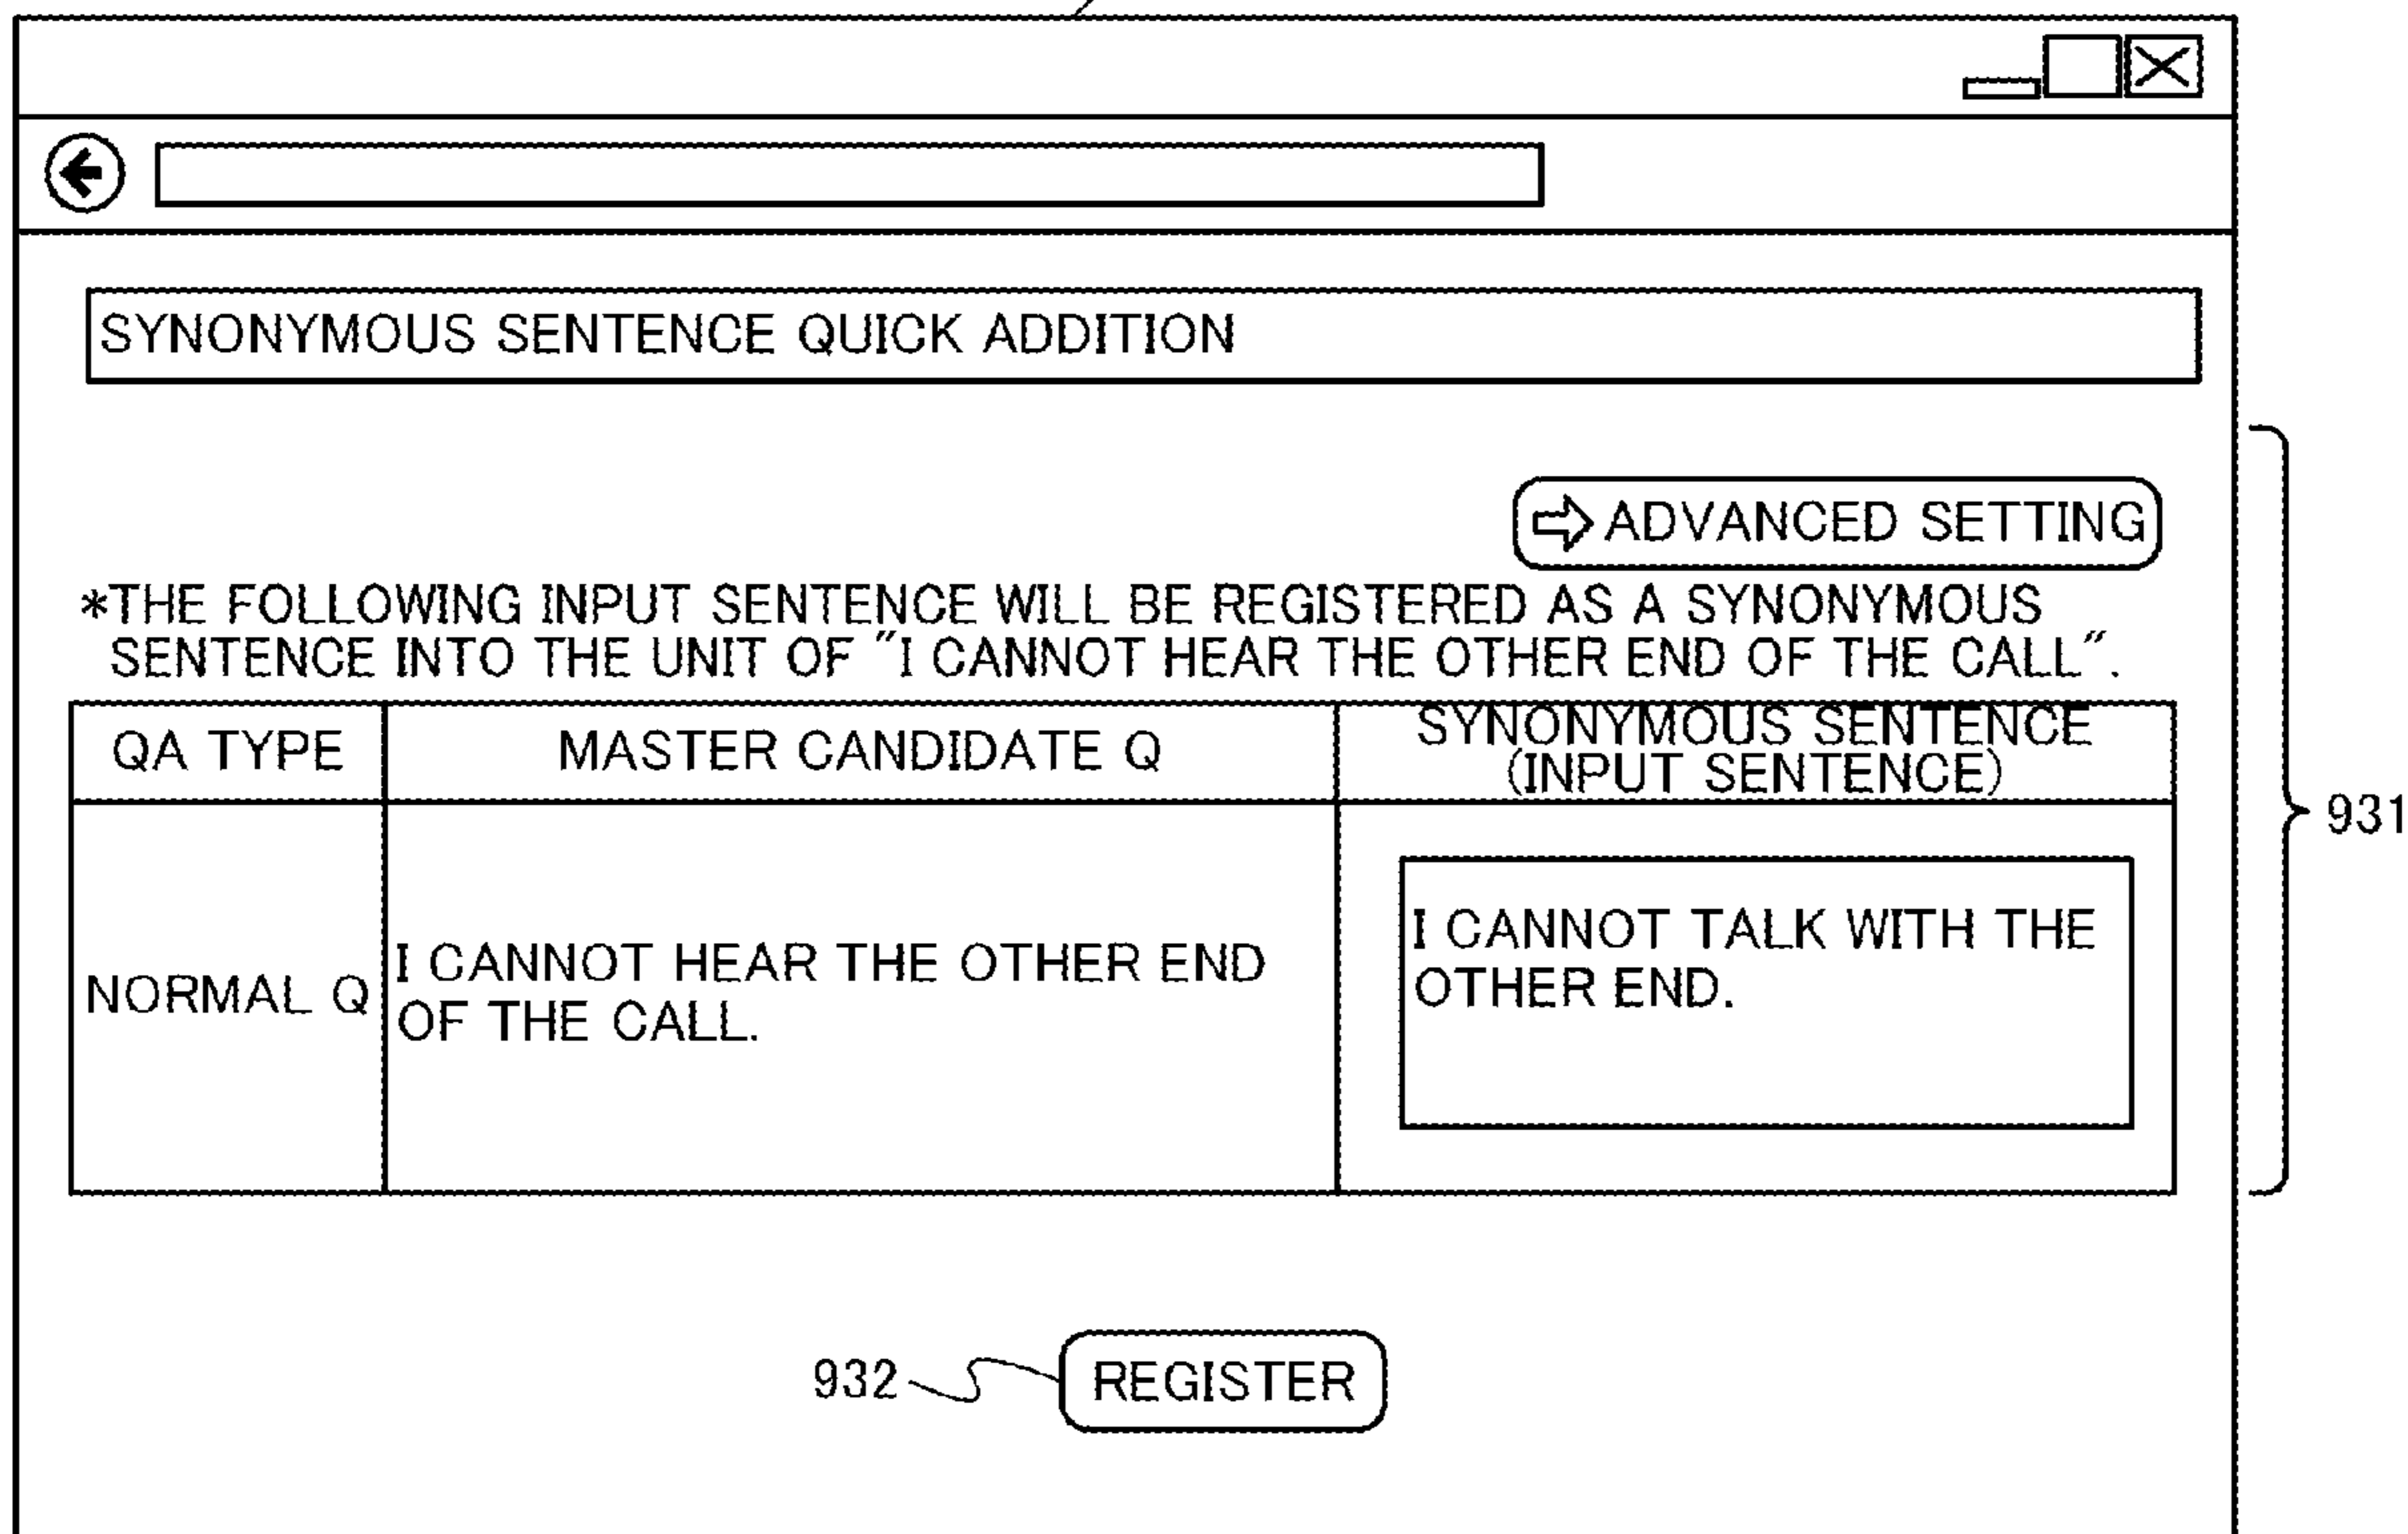 SYNONYMOUS SENTENCE QUICK ADDITION
ADVANCED SETTING
*THE FOLLOWING INPUT SENTENCE WILL BE REGISTERED AS A SYNONYMOUS
SENTENCE INTO THE UNIT OF "I CANNOT HEAR THE OTHER END OF THE CALL".
QA TYPE
MASTER CANDIDATE Q
SYNONYMOUS SENTENCE
(INPUT SENTENCE)
931
NORMAL Q
I CANNOT HEAR THE OTHER END
OF THE CALL.
I CANNOT TALK WITH THE
OTHER END.
932
REGISTER